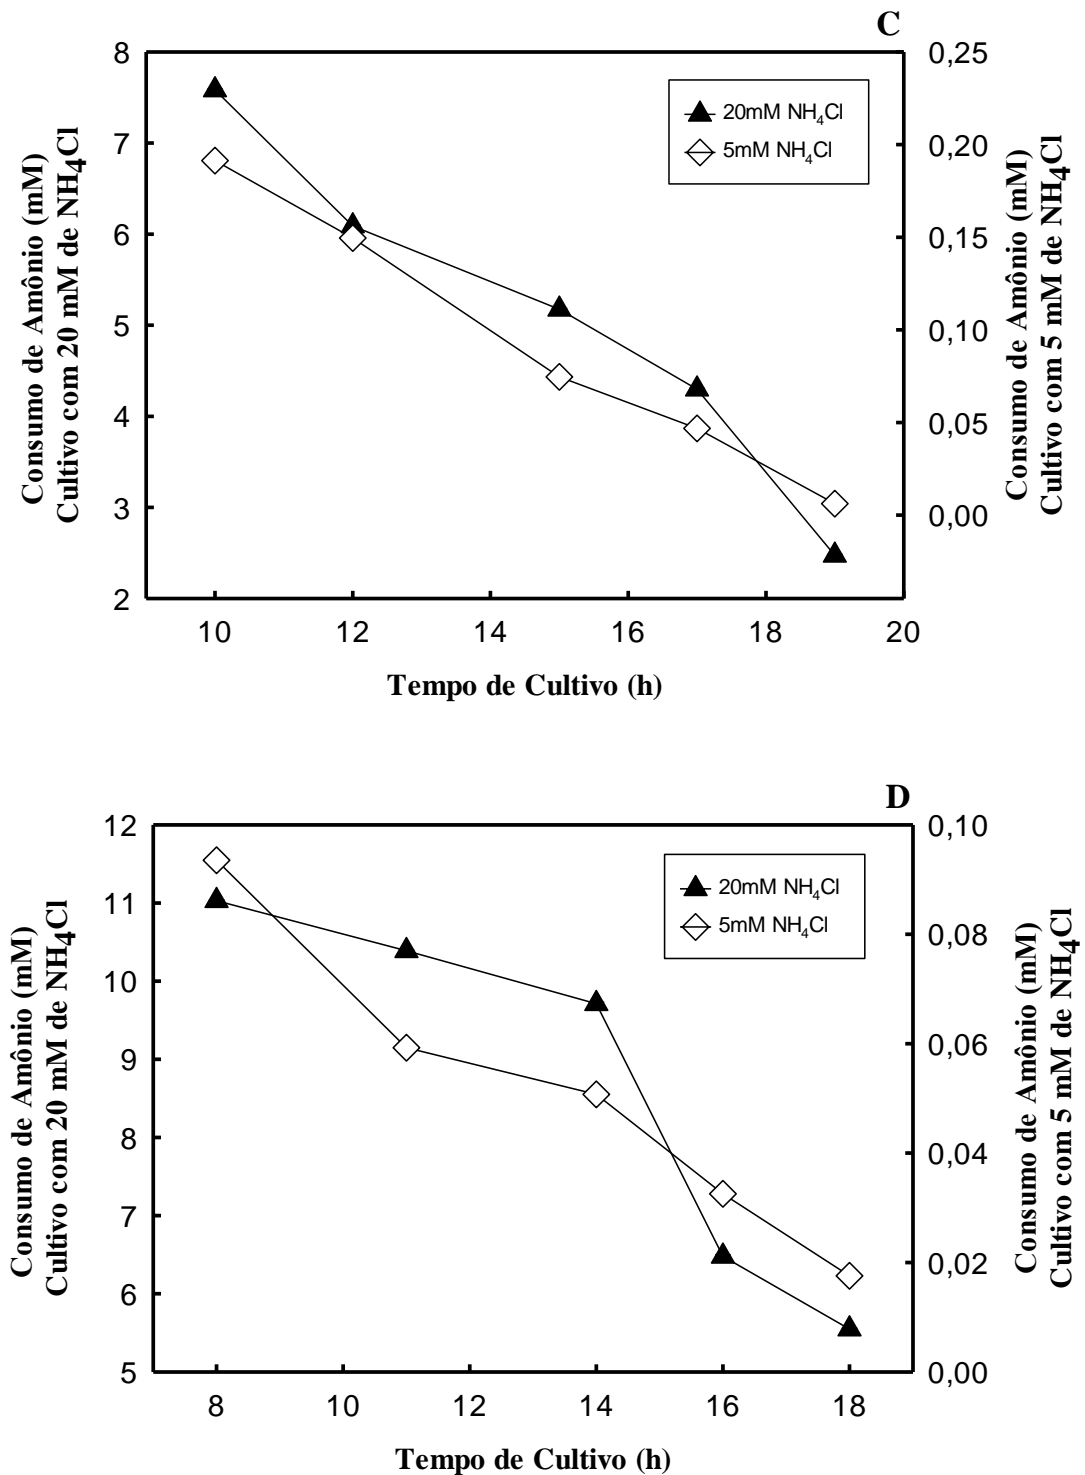 C
8
7
6
5
4
3
2
0,25
0,20
0,15
0,10
0,05
0,00
10 12 14 16 18 20
20mM NH₄Cl
5mM NH₄Cl
Consumo de Amônio (mM)
Cultivo com 20 mM de NH4Cl
Consumo de Amônio (mM)
Cultivo com 5 mM de NH4Cl
Tempo de Cultivo (h)
D
12
11
10
9
8
7
6
5
0,10
0,08
0,06
0,04
0,02
0,00
8 10 12 14 16 18
20mM NH₄Cl
5mM NH₄Cl
Consumo de Amônio (mM)
Cultivo com 20 mM de NH4Cl
Consumo de Amônio (mM)
Cultivo com 5 mM de NH4Cl
Tempo de Cultivo (h)